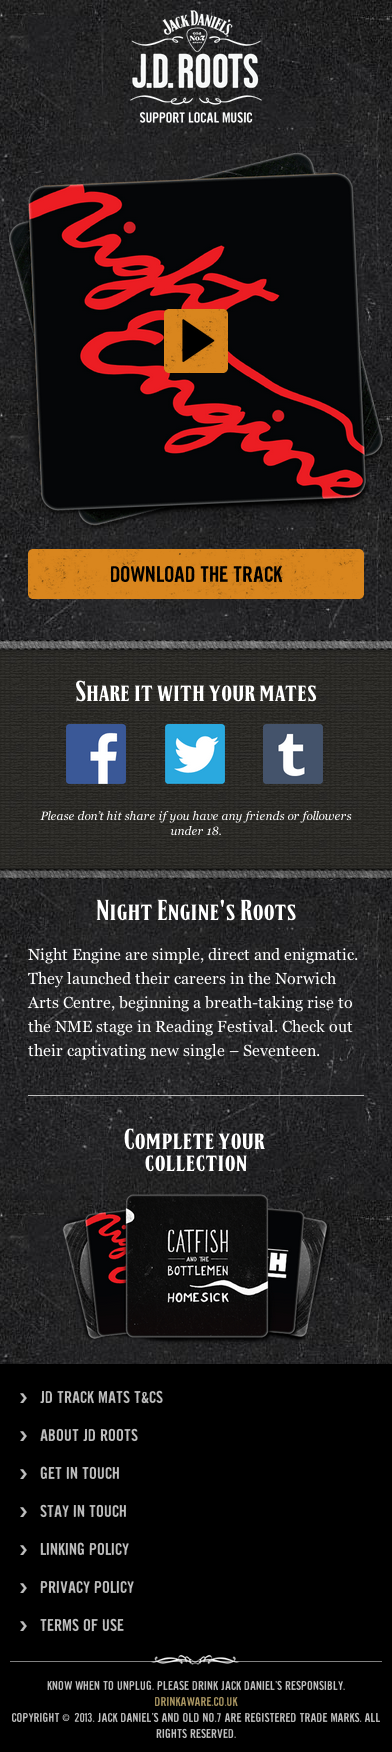 JACK DANIEL'S
OLD
No.7
J.D. ROOTS
SUPPORT LOCAL MUSIC
Night
Engine
DOWNLOAD THE TRACK
SHARE IT WITH YOUR MATES
f
t
Please don't hit share if you have any friends or followers
under 18.
NIGHT ENGINE'S ROOTS
Night Engine are simple, direct and enigmatic.
They launched their careers in the Norwich
Arts Centre, beginning a breath-taking rise to
the NME stage in Reading Festival. Check out
their captivating new single – Seventeen.
COMPLETE YOUR
COLLECTION
CATFISH
AND THE
BOTTLEMEN
HOMESICK
H
JD TRACK MATS T&CS
ABOUT JD ROOTS
GET IN TOUCH
STAY IN TOUCH
LINKING POLICY
PRIVACY POLICY
TERMS OF USE
KNOW WHEN TO UNPLUG. PLEASE DRINK JACK DANIEL'S RESPONSIBLY.
DRINKAWARE.CO.UK
COPYRIGHT © 2013. JACK DANIEL'S AND OLD NO.7 ARE REGISTERED TRADE MARKS. ALL
RIGHTS RESERVED.